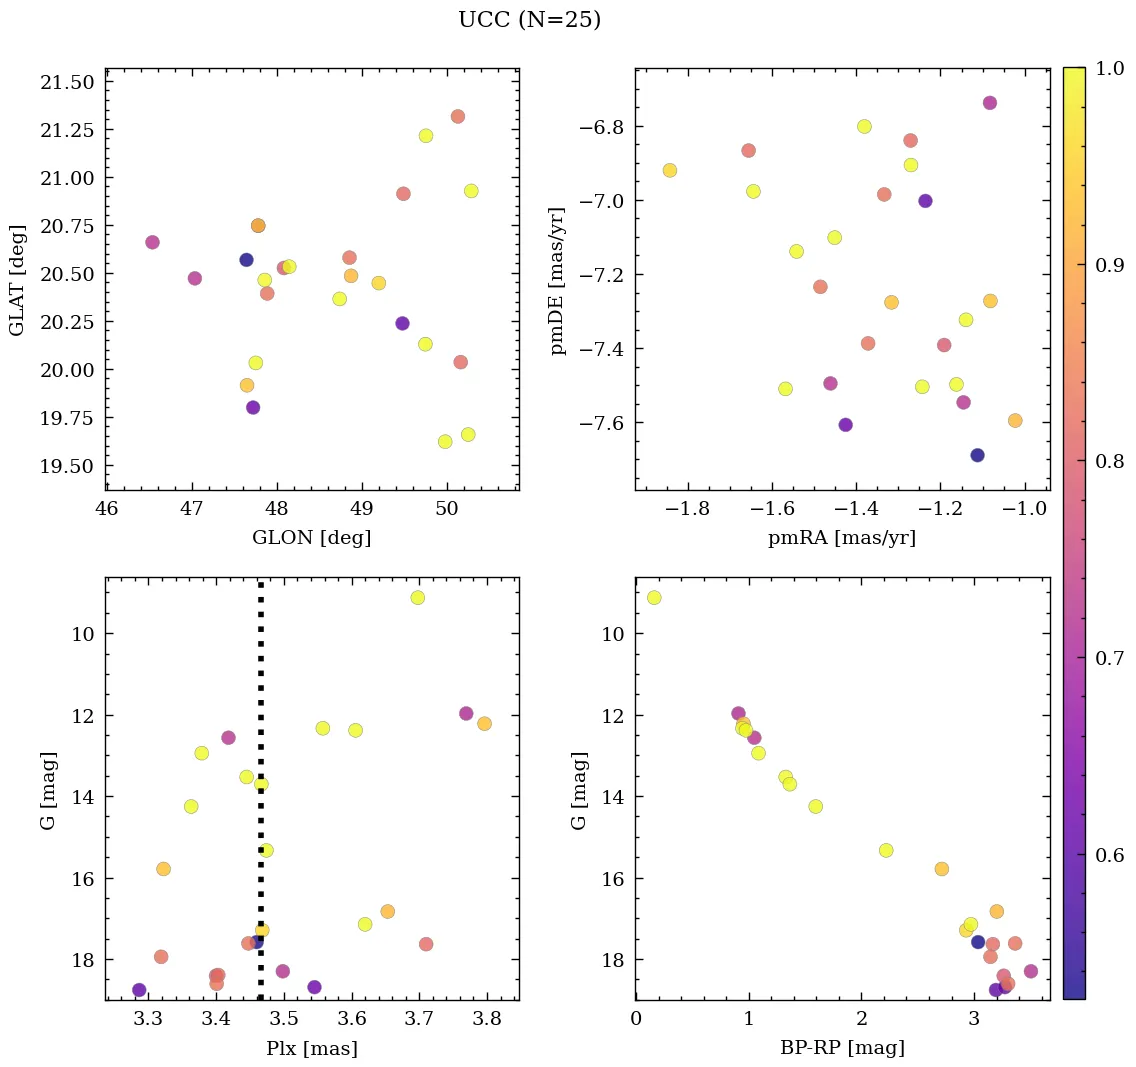 UCC (N=25)
21.50
21.25
21.00
20.75
20.50
20.25
20.00
19.75
19.50
GLAT [deg]
46 47 48 49 50
GLON [deg]
−6.8
−7.0
−7.2
−7.4
−7.6
pmDE [mas/yr]
−1.8 −1.6 −1.4 −1.2 −1.0
pmRA [mas/yr]
10
12
14
16
18
G [mag]
3.3 3.4 3.5 3.6 3.7 3.8
Plx [mas]
10
12
14
16
18
G [mag]
0 1 2 3
BP-RP [mag]
1.0
0.9
0.8
0.7
0.6